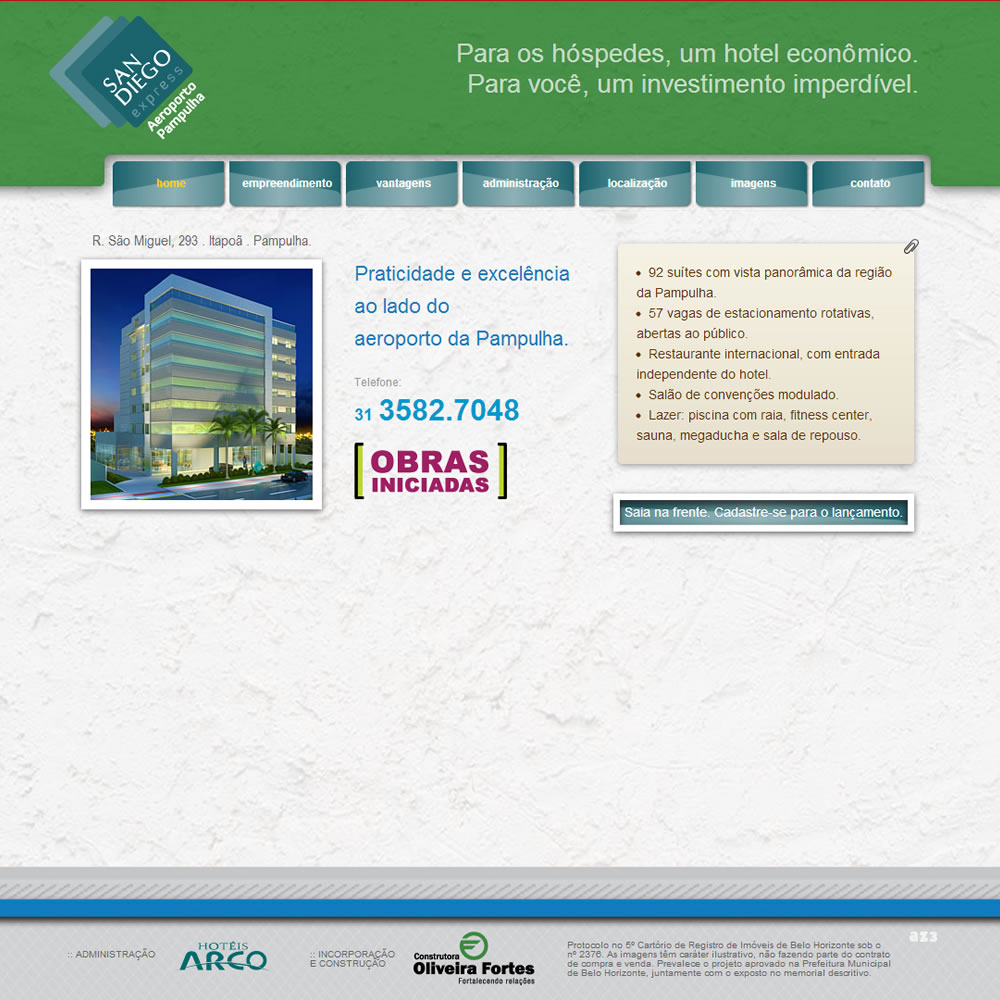 SAN
DIEGO
express
Aeroporto
Pampulha
Para os hóspedes, um hotel econômico.
Para você, um investimento imperdível.
home
empreendimento
vantagens
administração
localização
imagens
contato
R. São Miguel, 293 . Itapoã . Pampulha.
Praticidade e excelência
ao lado do
aeroporto da Pampulha.
Telefone:
31 3582.7048
OBRAS
INICIADAS
• 92 suítes com vista panorâmica da região
da Pampulha.
• 57 vagas de estacionamento rotativas,
abertas ao público.
• Restaurante internacional, com entrada
independente do hotel.
• Salão de convenções modulado.
• Lazer: piscina com raia, fitness center,
sauna, megaducha e sala de repouso.
Saia na frente. Cadastre-se para o lançamento.
:: ADMINISTRAÇÃO
HOTÉIS
ARCO
:: INCORPORAÇÃO
E CONSTRUÇÃO
Construtora
Oliveira Fortes
Fortalecendo relações
Protocolo no 5º Cartório de Registro de Imóveis de Belo Horizonte sob o
nº 2376. As imagens têm caráter ilustrativo, não fazendo parte do contrato
de compra e venda. Prevalece o projeto aprovado na Prefeitura Municipal
de Belo Horizonte, juntamente com o exposto no memorial descritivo.
az3